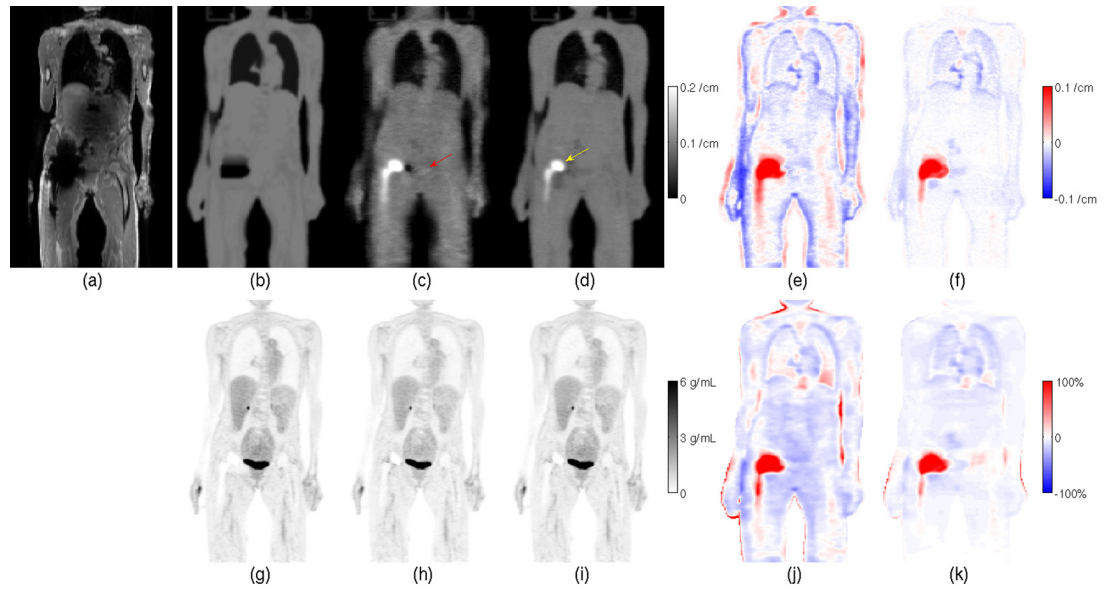 0.2 /cm
0.1 /cm
0
0.1 /cm
0
-0.1 /cm
(a)
(b)
(c)
(d)
(e)
(f)
6 g/mL
3 g/mL
0
100%
0
-100%
(g)
(h)
(i)
(j)
(k)